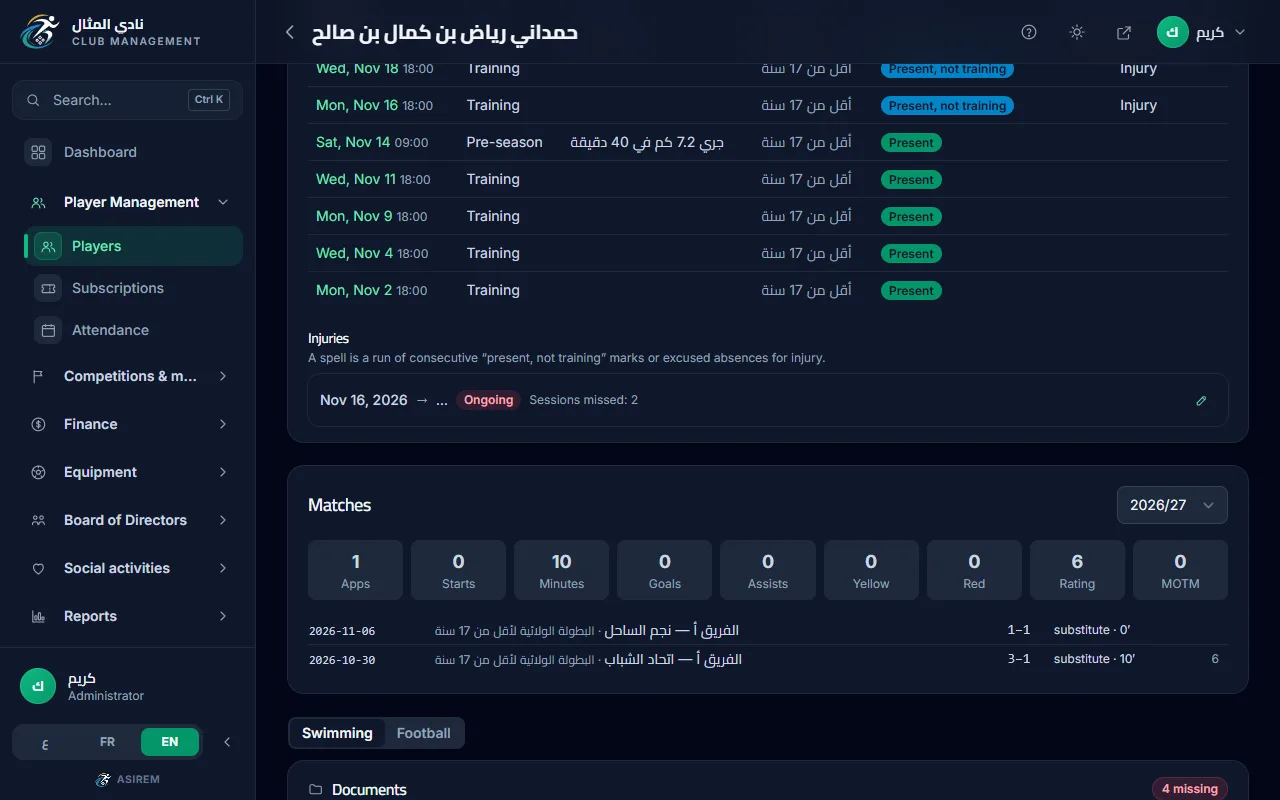 نادي المثال
CLUB MANAGEMENT
حمداني رياض بن كمال بن صالح
كريم
ك
Search...
Ctrl K
Dashboard
Player Management
Players
Subscriptions
Attendance
Competitions & m...
Finance
Equipment
Board of Directors
Social activities
Reports
ك
كريم
Administrator
ع
FR
EN
ASIREM
Wed, Nov 18 18:00 Training أقل من 17 سنة Present, not training Injury
Mon, Nov 16 18:00 Training أقل من 17 سنة Present, not training Injury
Sat, Nov 14 09:00 Pre-season جري 7.2 كم في 40 دقيقة أقل من 17 سنة Present
Wed, Nov 11 18:00 Training أقل من 17 سنة Present
Mon, Nov 9 18:00 Training أقل من 17 سنة Present
Wed, Nov 4 18:00 Training أقل من 17 سنة Present
Mon, Nov 2 18:00 Training أقل من 17 سنة Present
Injuries
A spell is a run of consecutive “present, not training” marks or excused absences for injury.
Nov 16, 2026 → ... Ongoing Sessions missed: 2
Matches
2026/27
1 0 10 0 0 0 0 6 0
Apps Starts Minutes Goals Assists Yellow Red Rating MOTM
2026-11-06 الفريق أ — نجم الساحل · البطولة الولائية لأقل من 17 سنة 1–1 substitute · 0′
2026-10-30 الفريق أ — اتحاد الشباب · البطولة الولائية لأقل من 17 سنة 3–1 substitute · 10′ 6
Swimming Football
Documents
4 missing